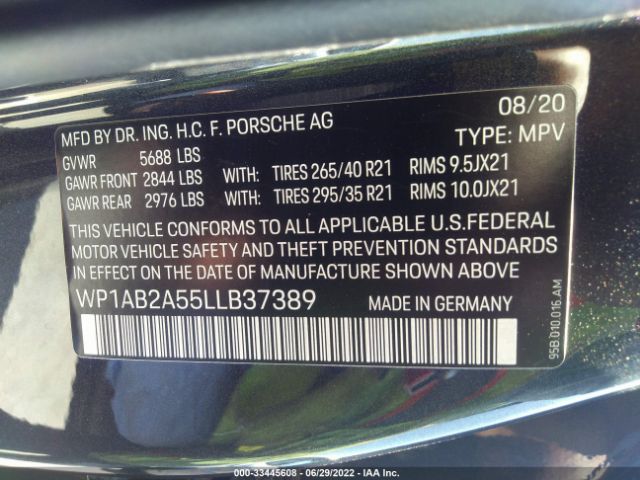 08/20
MFD BY DR. ING. H.C. F. PORSCHE AG
TYPE: MPV
GVWR 5688 LBS
GAWR FRONT 2844 LBS WITH: TIRES 265/40 R21 RIMS 9.5JX21
GAWR REAR 2976 LBS WITH: TIRES 295/35 R21 RIMS 10.0JX21
THIS VEHICLE CONFORMS TO ALL APPLICABLE U.S.FEDERAL
MOTOR VEHICLE SAFETY AND THEFT PREVENTION STANDARDS
IN EFFECT ON THE DATE OF MANUFACTURE SHOWN ABOVE
WP1AB2A55LLB37389
95B.010.016.AM
000-33445608 - 06/29/2022 - IAA Inc.